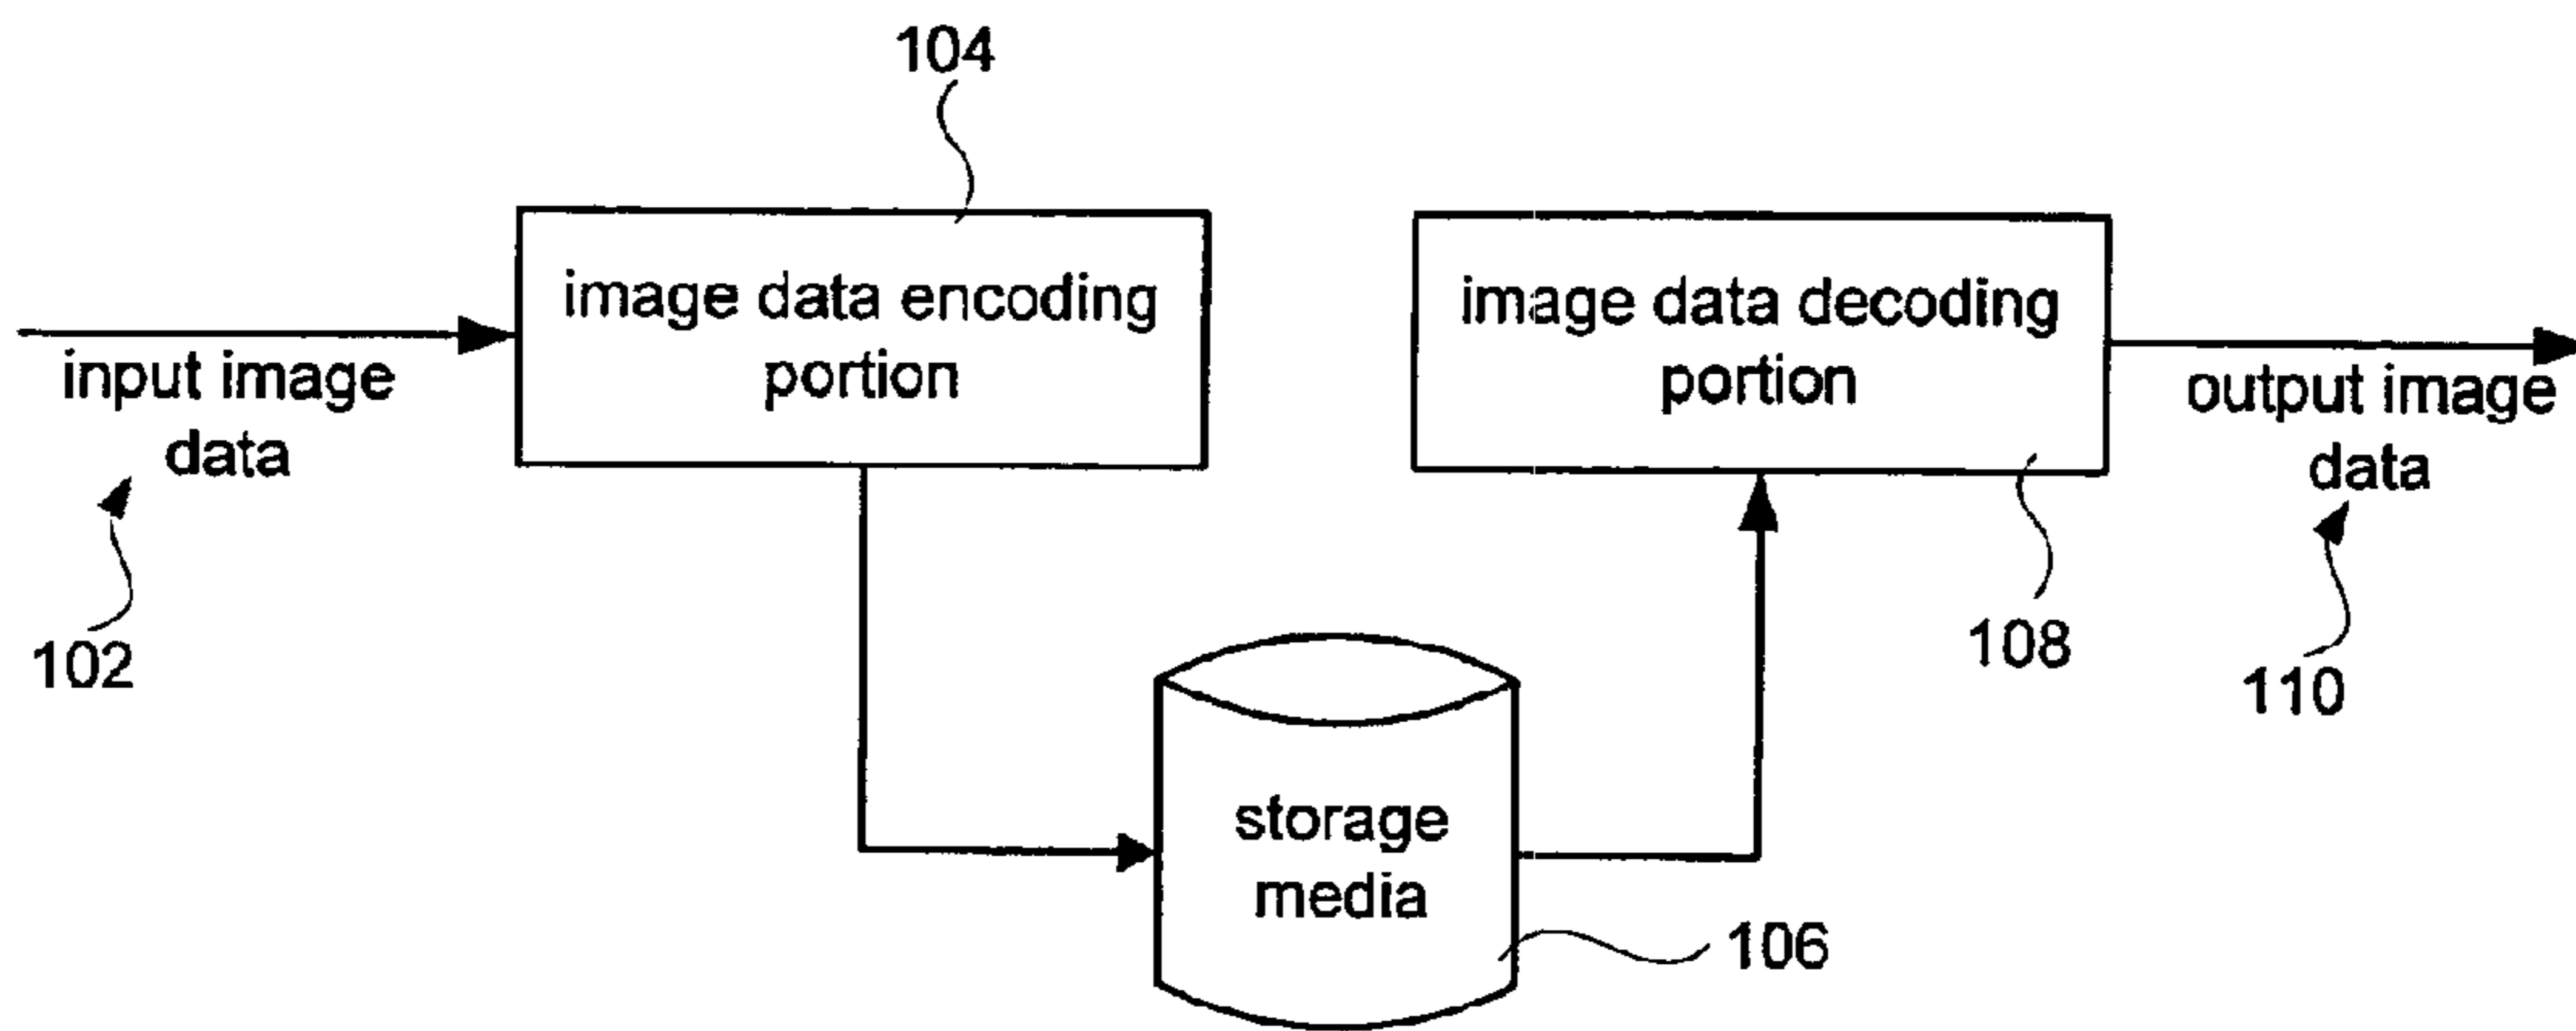 104
image data encoding
portion
image data decoding
portion
input image
data
output image
data
102
108
110
storage
media
106